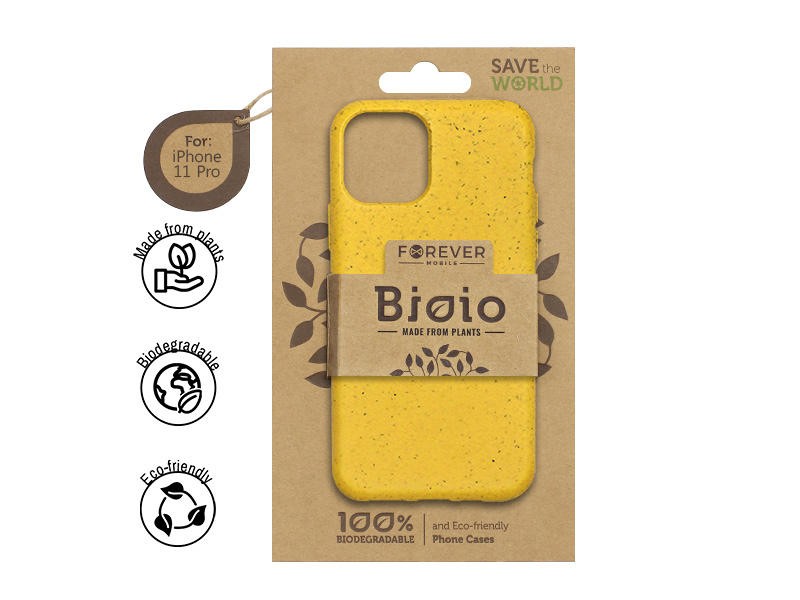 SAVE the
WORLD
For:
iPhone
11 Pro
Made from plants
Biodegradable
Eco-friendly
FOREVER
MOBILE
Bioio
MADE FROM PLANTS
100%
BIODEGRADABLE
and Eco-friendly
Phone Cases